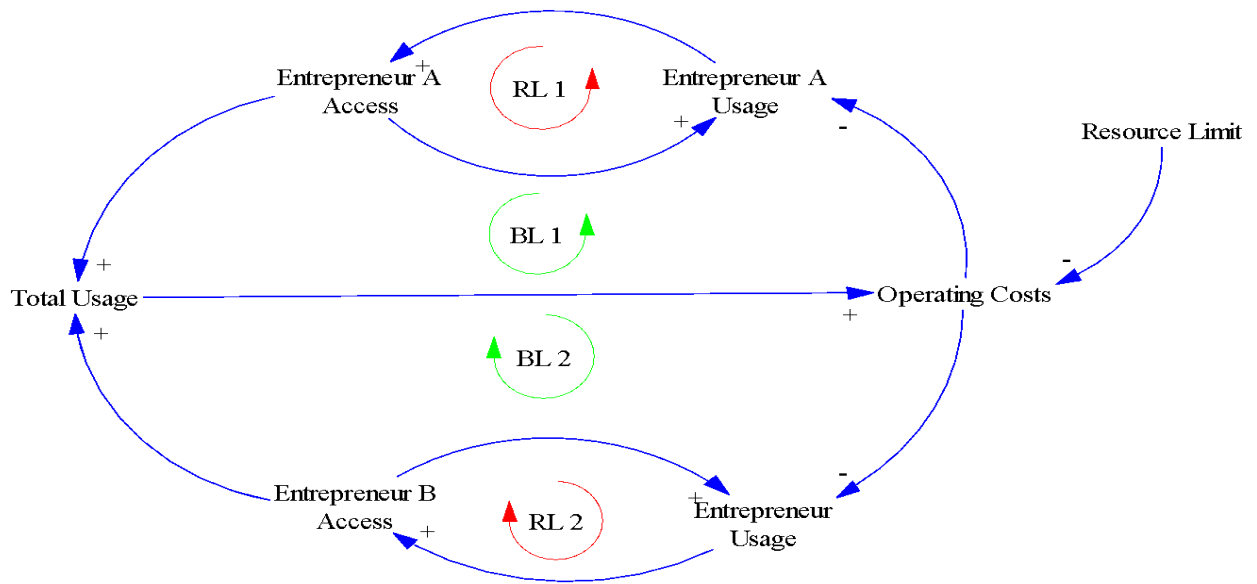 Entrepreneur A
Access
+
RL 1
Entrepreneur A
Usage
+
-
Resource Limit
BL 1
-
+
Total Usage
Operating Costs
+
+
BL 2
Entrepreneur B
Access
+
RL 2
+
-
Entrepreneur
Usage